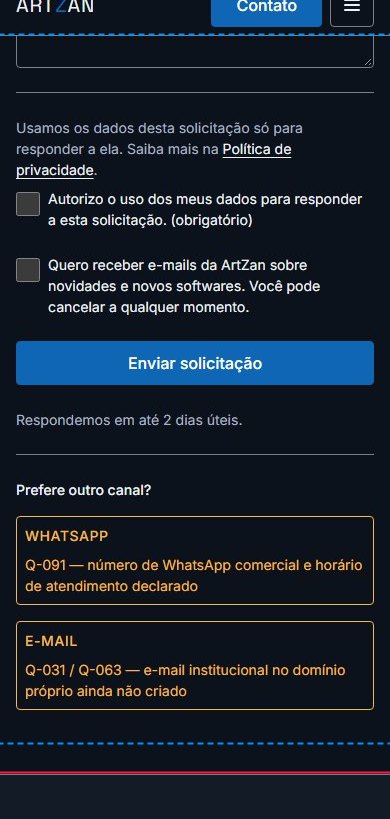 ARTZAN
Contato
Usamos os dados desta solicitação só para
responder a ela. Saiba mais na Política de
privacidade.
Autorizo o uso dos meus dados para responder
a esta solicitação. (obrigatório)
Quero receber e-mails da ArtZan sobre
novidades e novos softwares. Você pode
cancelar a qualquer momento.
Enviar solicitação
Respondemos em até 2 dias úteis.
Prefere outro canal?
WHATSAPP
Q-091 — número de WhatsApp comercial e horário
de atendimento declarado
E-MAIL
Q-031 / Q-063 — e-mail institucional no domínio
próprio ainda não criado